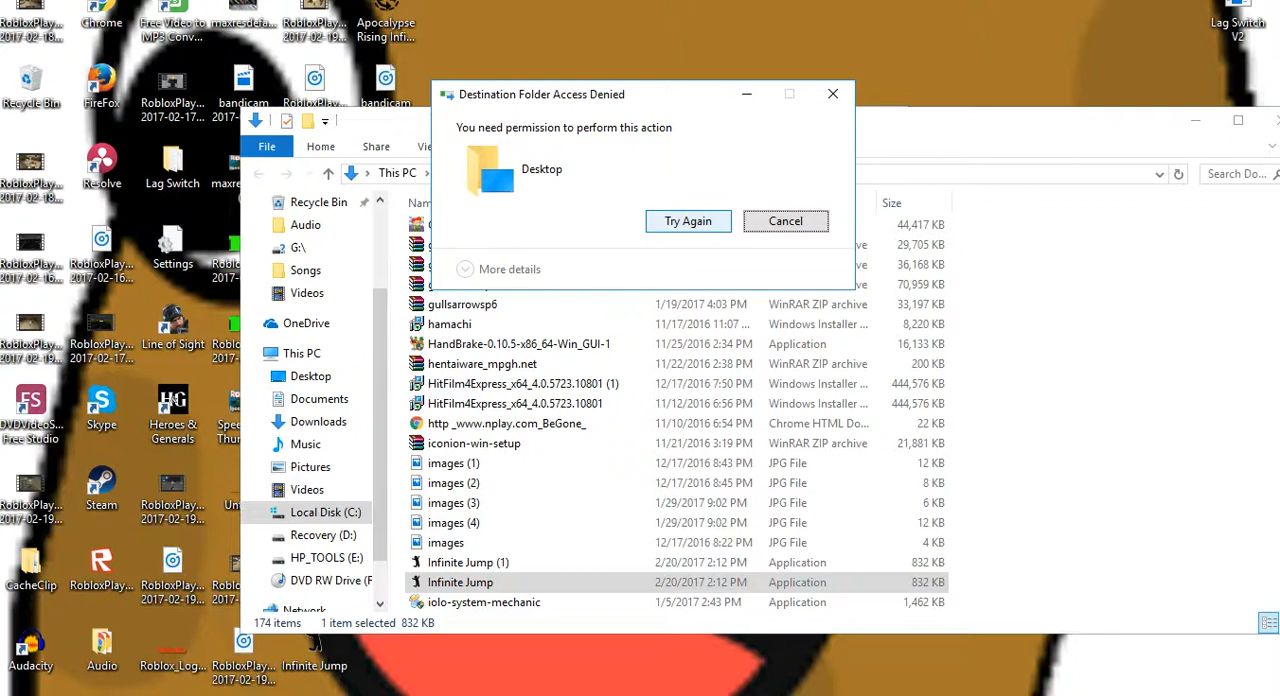 RobloxPlay...
2017-02-18...
Chrome
Free Video to
MP3 Conv...
maxresdefa...
RobloxPlay...
2017-02-19...
Apocalypse
Rising Infi...
Lag Switch
V2
Recycle Bin
FireFox
RobloxPlay...
2017-02-17...
bandicam
RobloxPlay...
bandicam
RobloxPlay...
2017-02-18...
Resolve
Lag Switch
maxre
RobloxPlay...
2017-02-16...
RobloxPlay...
2017-02-16...
Settings
Robl
2017-0
RobloxPlay...
2017-02-19...
RobloxPlay...
2017-02-19...
Line of Sight
Robl
2017-0
DVDVideoS...
Free Studio
Skype
Heroes &
Generals
Spee
Thur
RobloxPlay...
2017-02-19...
Steam
RobloxPlay...
2017-02-19...
CacheClip
RobloxPlay...
RobloxPlay...
2017-02-19...
RobloxPlay...
2017-02-19...
Audacity
Audio
Roblox_Log...
RobloxPlay...
2017-02-19...
Infinite Jump
Destination Folder Access Denied
You need permission to perform this action
Desktop
Try Again
Cancel
More details
File
Home
Share
This PC
Search Do...
Recycle Bin
Audio
G:\
Songs
Videos
OneDrive
This PC
Desktop
Documents
Downloads
Music
Pictures
Videos
Local Disk (C:)
Recovery (D:)
HP_TOOLS (E:)
DVD RW Drive (F
Network
Size
44,417 KB
29,705 KB
36,168 KB
70,959 KB
gullsarrowsp6 1/19/2017 4:03 PM WinRAR ZIP archive 33,197 KB
hamachi 11/17/2016 11:07 ... Windows Installer ... 8,220 KB
HandBrake-0.10.5-x86_64-Win_GUI-1 11/25/2016 2:34 PM Application 16,133 KB
hentaiware_mpgh.net 11/22/2016 2:38 PM WinRAR ZIP archive 200 KB
HitFilm4Express_x64_4.0.5723.10801 (1) 12/17/2016 7:50 PM Windows Installer ... 444,576 KB
HitFilm4Express_x64_4.0.5723.10801 11/12/2016 6:56 PM Windows Installer ... 444,576 KB
http _www.nplay.com_BeGone_ 11/10/2016 6:54 PM Chrome HTML Do... 22 KB
iconion-win-setup 11/21/2016 3:19 PM WinRAR ZIP archive 21,881 KB
images (1) 12/17/2016 8:43 PM JPG File 12 KB
images (2) 12/17/2016 8:45 PM JPG File 8 KB
images (3) 1/29/2017 9:02 PM JPG File 6 KB
images (4) 1/29/2017 9:02 PM JPG File 12 KB
images 12/17/2016 8:22 PM JPG File 4 KB
Infinite Jump (1) 2/20/2017 2:12 PM Application 832 KB
Infinite Jump 2/20/2017 2:12 PM Application 832 KB
iolo-system-mechanic 1/5/2017 2:43 PM Application 1,462 KB
174 items 1 item selected 832 KB